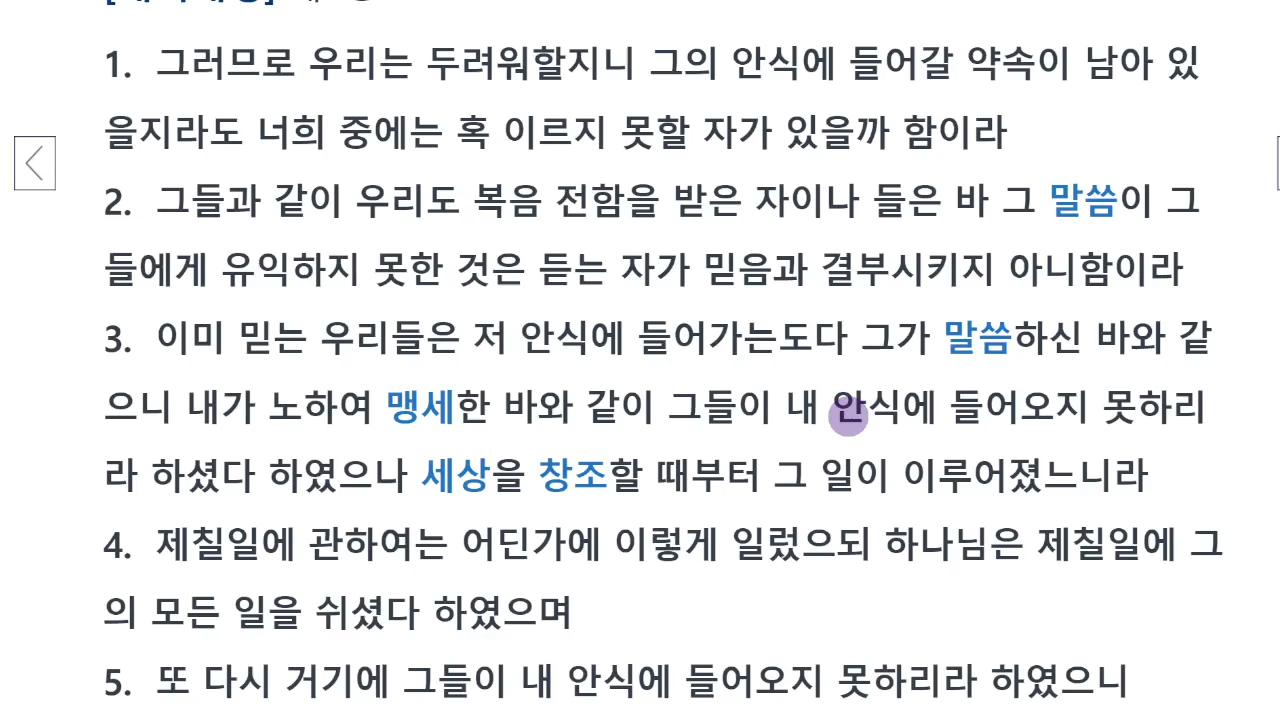 1. 그러므로 우리는 두려워할지니 그의 안식에 들어갈 약속이 남아 있
을지라도 너희 중에는 혹 이르지 못할 자가 있을까 함이라
2. 그들과 같이 우리도 복음 전함을 받은 자이나 들은 바 그 말씀이 그
들에게 유익하지 못한 것은 듣는 자가 믿음과 결부시키지 아니함이라
3. 이미 믿는 우리들은 저 안식에 들어가는도다 그가 말씀하신 바와 같
으니 내가 노하여 맹세한 바와 같이 그들이 내 안식에 들어오지 못하리
라 하셨다 하였으나 세상을 창조할 때부터 그 일이 이루어졌느니라
4. 제칠일에 관하여는 어딘가에 이렇게 일렀으되 하나님은 제칠일에 그
의 모든 일을 쉬셨다 하였으며
5. 또 다시 거기에 그들이 내 안식에 들어오지 못하리라 하였으니